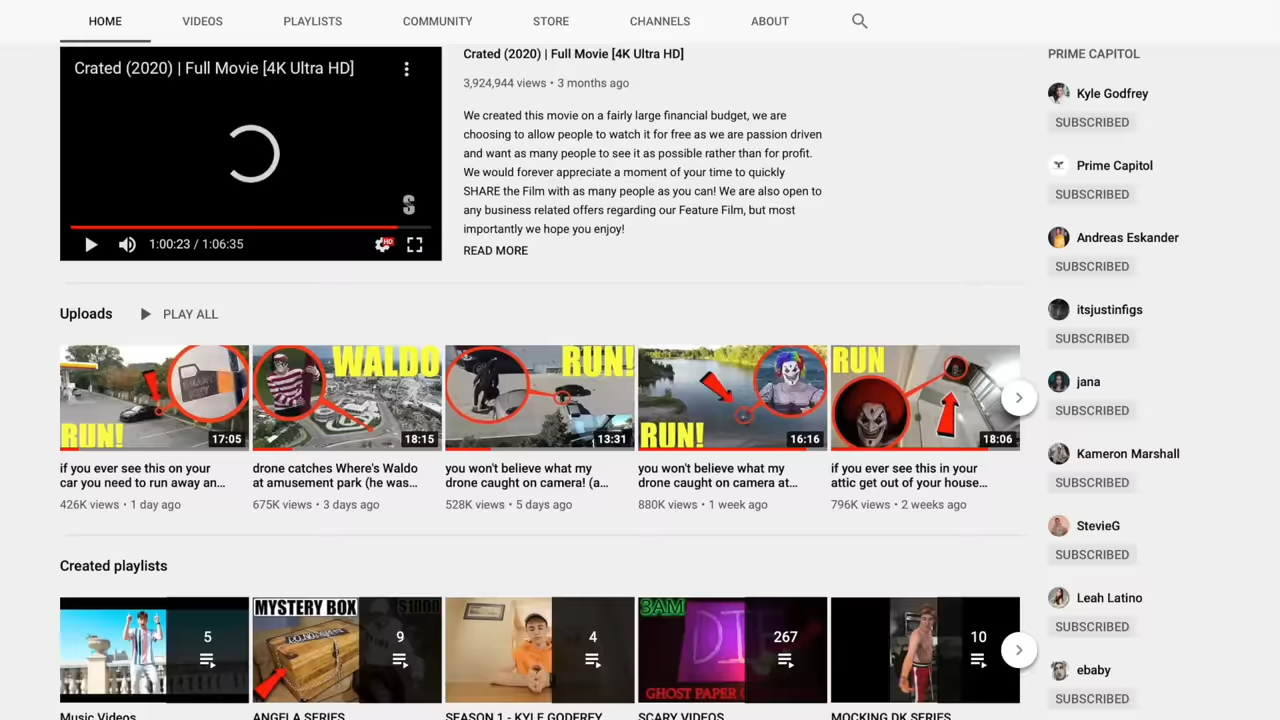 HOME
VIDEOS
PLAYLISTS
COMMUNITY
STORE
CHANNELS
ABOUT
Crated (2020) | Full Movie [4K Ultra HD]
S
1:00:23 / 1:06:35
HD
Crated (2020) | Full Movie [4K Ultra HD]
3,924,944 views • 3 months ago
We created this movie on a fairly large financial budget, we are
choosing to allow people to watch it for free as we are passion driven
and want as many people to see it as possible rather than for profit.
We would forever appreciate a moment of your time to quickly
SHARE the Film with as many people as you can! We are also open to
any business related offers regarding our Feature Film, but most
importantly we hope you enjoy!
READ MORE
Uploads
PLAY ALL
RUN!
17:05
if you ever see this on your
car you need to run away an...
426K views • 1 day ago
WALDO
18:15
drone catches Where's Waldo
at amusement park (he was...
675K views • 3 days ago
RUN!
13:31
you won't believe what my
drone caught on camera! (a...
528K views • 5 days ago
RUN!
16:16
you won't believe what my
drone caught on camera at...
880K views • 1 week ago
RUN
18:06
if you ever see this in your
attic get out of your house...
796K views • 2 weeks ago
Created playlists
5
Music Videos
MYSTERY BOX
$1000
DO NOT OPEN
9
ANGELA SERIES
4
SEASON 1 - KYLE GODFREY
3AM
DI
GHOST PAPER
267
SCARY VIDEOS
10
MOCKING DK SERIES
PRIME CAPITOL
Kyle Godfrey
SUBSCRIBED
Prime Capitol
SUBSCRIBED
Andreas Eskander
SUBSCRIBED
itsjustinfigs
SUBSCRIBED
jana
SUBSCRIBED
Kameron Marshall
SUBSCRIBED
StevieG
SUBSCRIBED
Leah Latino
SUBSCRIBED
ebaby
SUBSCRIBED